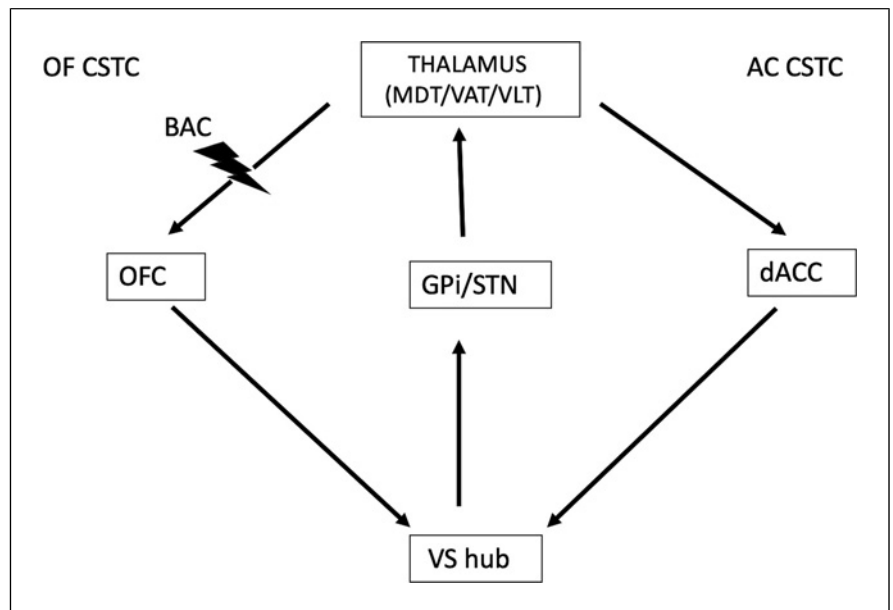 OF CSTC
THALAMUS
(MDT/VAT/VLT)
AC CSTC
BAC
OFC
GPi/STN
dACC
VS hub